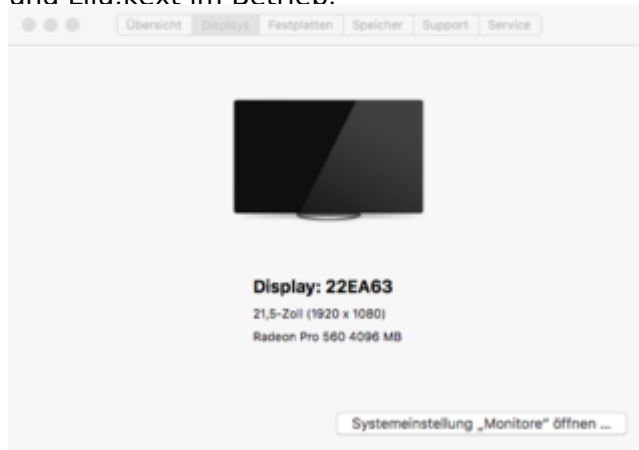 und Lilu.kext im Betrieb.
Übersicht Displays Festplatten Speicher Support Service
Display: 22EA63
21,5-Zoll (1920 x 1080)
Radeon Pro 560 4096 MB
Systemeinstellung „Monitore“ öffnen ...